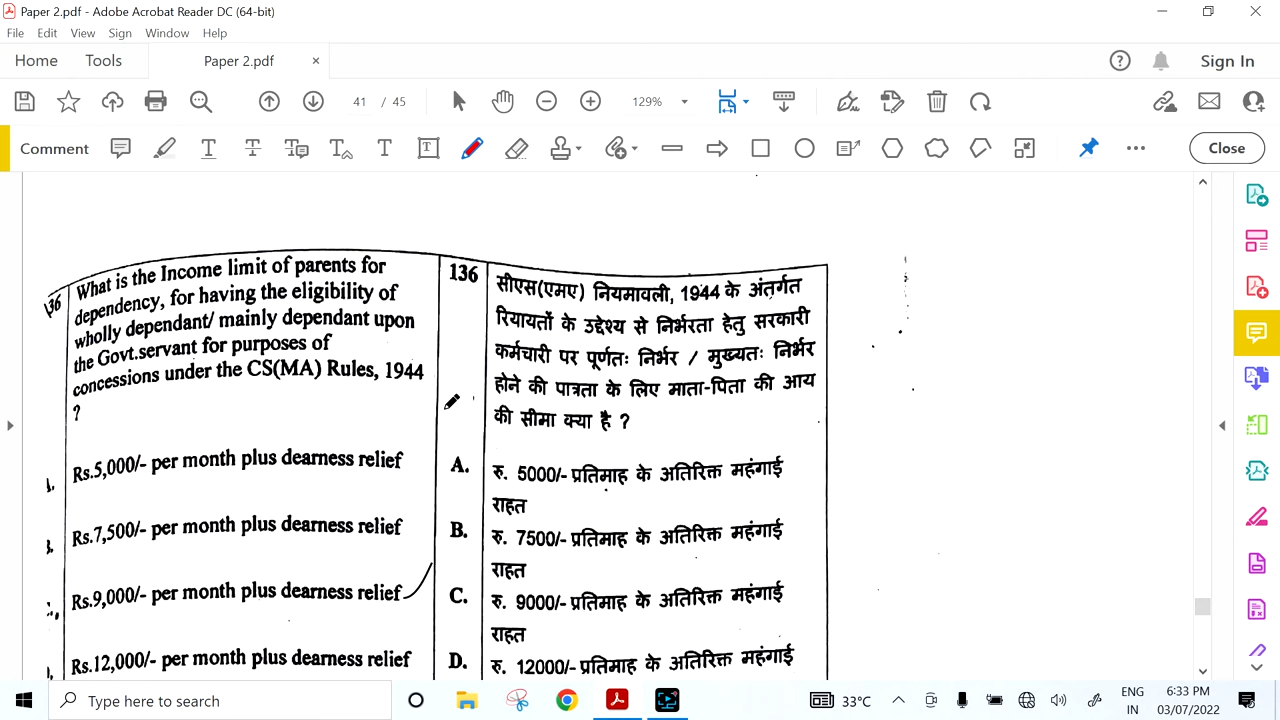 Paper 2.pdf - Adobe Acrobat Reader DC (64-bit)
File Edit View Sign Window Help
Home Tools Paper 2.pdf × Sign In
41 / 45 129%
Comment Close
136 What is the Income limit of parents for
dependency, for having the eligibility of
wholly dependant/ mainly dependant upon
the Govt.servant for purposes of
concessions under the CS(MA) Rules, 1944
?
Rs.5,000/- per month plus dearness relief
Rs.7,500/- per month plus dearness relief
Rs.9,000/- per month plus dearness relief
Rs.12,000/- per month plus dearness relief
136 सीएस(एमए) नियमावली, 1944 के अंतर्गत
रियायतों के उद्देश्य से निर्भरता हेतु सरकारी
कर्मचारी पर पूर्णतः निर्भर / मुख्यतः निर्भर
होने की पात्रता के लिए माता-पिता की आय
की सीमा क्या है ?
A. रु. 5000/- प्रतिमाह के अतिरिक्त महंगाई
राहत
B. रु. 7500/- प्रतिमाह के अतिरिक्त महंगाई
राहत
C. रु. 9000/- प्रतिमाह के अतिरिक्त महंगाई
राहत
D. रु. 12000/- प्रतिमाह के अतिरिक्त महंगाई
Type here to search 33°C ENG 6:33 PM
IN 03/07/2022